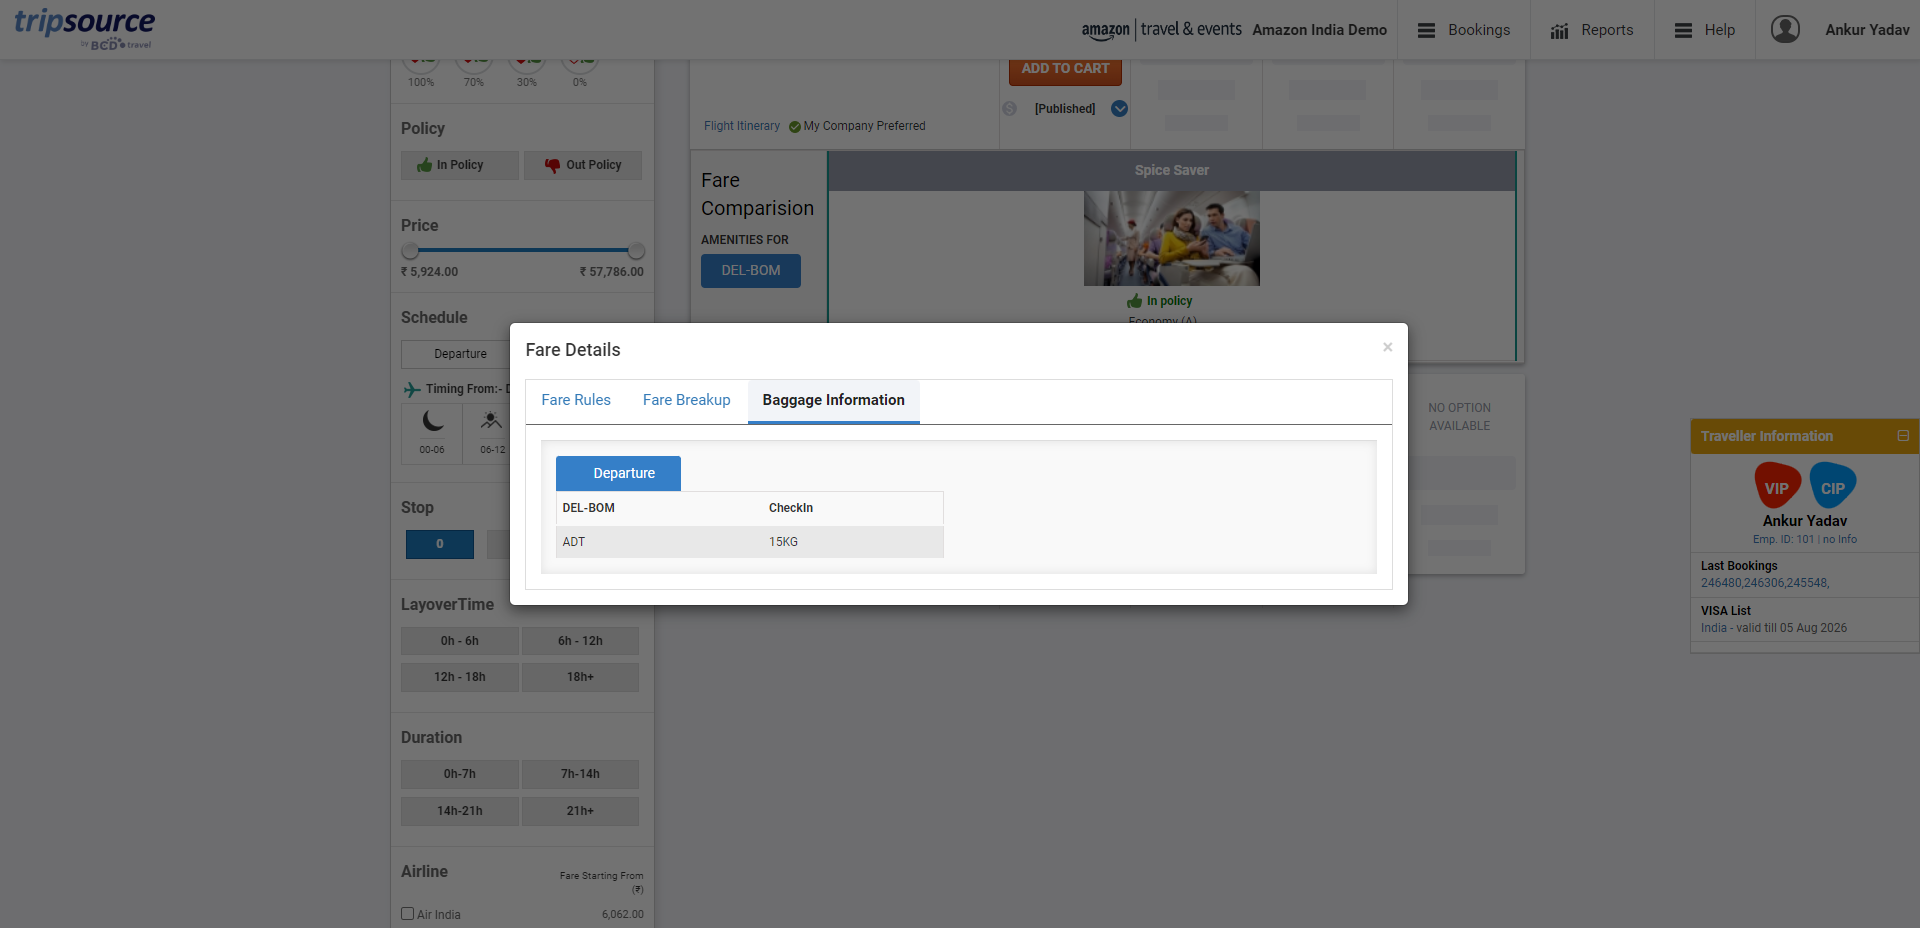 tripsource
by BCD travel
amazon | travel & events
Amazon India Demo
Bookings
Reports
Help
Ankur Yadav
100%
70%
30%
0%
Policy
In Policy
Out Policy
Price
₹ 5,924.00
₹ 57,786.00
Schedule
Departure
Timing From:- D
00-06
06-12
Stop
0
LayoverTime
0h - 6h
6h - 12h
12h - 18h
18h+
Duration
0h-7h
7h-14h
14h-21h
21h+
Airline
Fare Starting From
(₹)
Air India
6,062.00
ADD TO CART
[Published]
Flight Itinerary
My Company Preferred
Fare
Comparision
AMENITIES FOR
DEL-BOM
Spice Saver
In policy
Economy (A)
Fare Details
×
Fare Rules
Fare Breakup
Baggage Information
Departure
DEL-BOM
CheckIn
ADT
15KG
NO OPTION
AVAILABLE
Traveller Information
VIP
CIP
Ankur Yadav
Emp. ID: 101 | no Info
Last Bookings
246480,246306,245548,
VISA List
India - valid till 05 Aug 2026